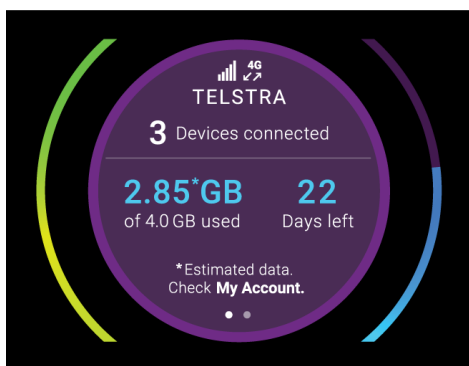 4G
TELSTRA
3 Devices connected
2.85*GB 22
of 4.0 GB used Days left
*Estimated data.
Check My Account.